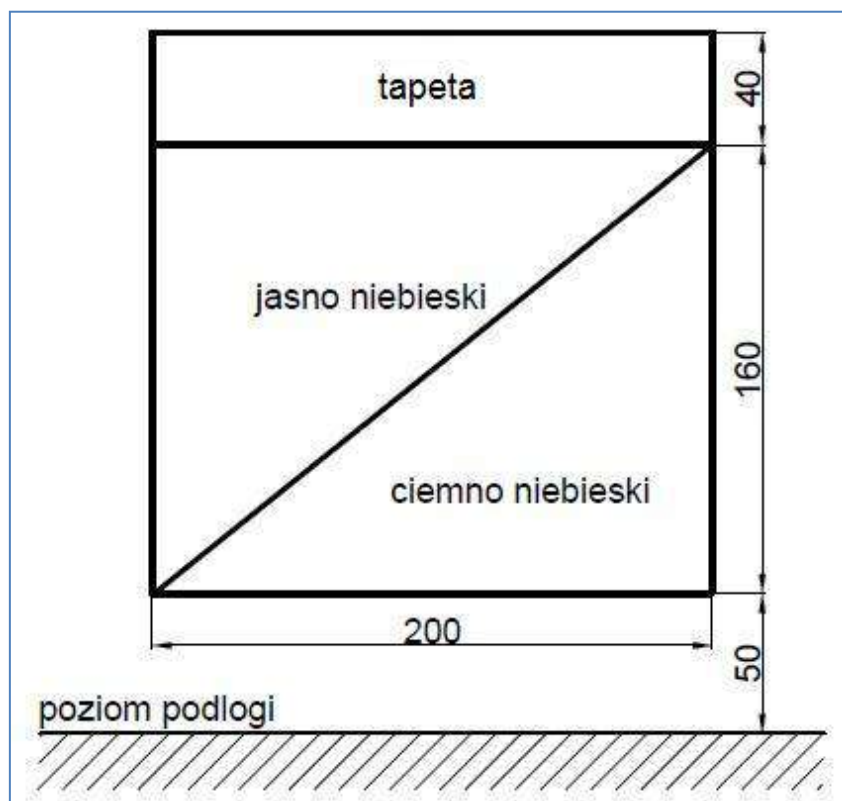 tapeta
40
jasno niebieski
160
ciemno niebieski
200
50
poziom podlogi